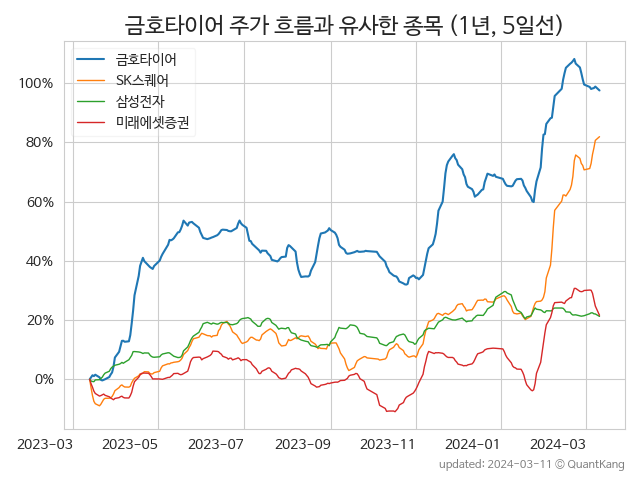 금호타이어 주가 흐름과 유사한 종목 (1년, 5일선)
금호타이어
SK스퀘어
삼성전자
미래에셋증권
100%
80%
60%
40%
20%
0%
2023-03 2023-05 2023-07 2023-09 2023-11 2024-01 2024-03
updated: 2024-03-11 © QuantKang